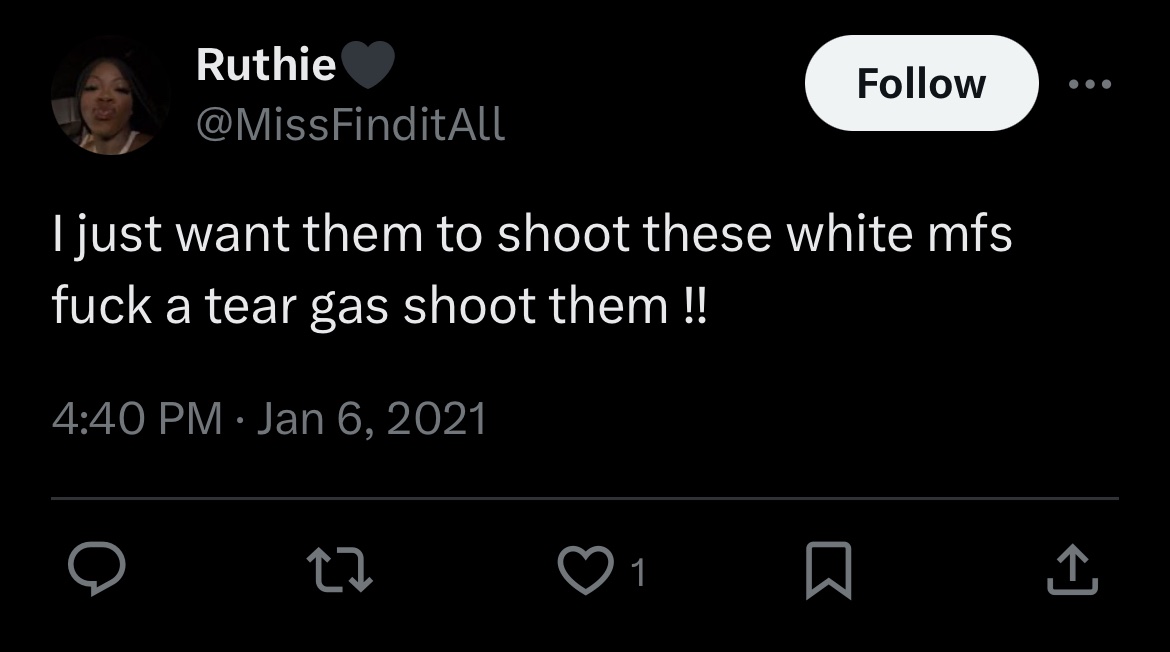 Ruthie🖤
@MissFinditAll
Follow
I just want them to shoot these white mfs
fuck a tear gas shoot them !!
4:40 PM · Jan 6, 2021
1